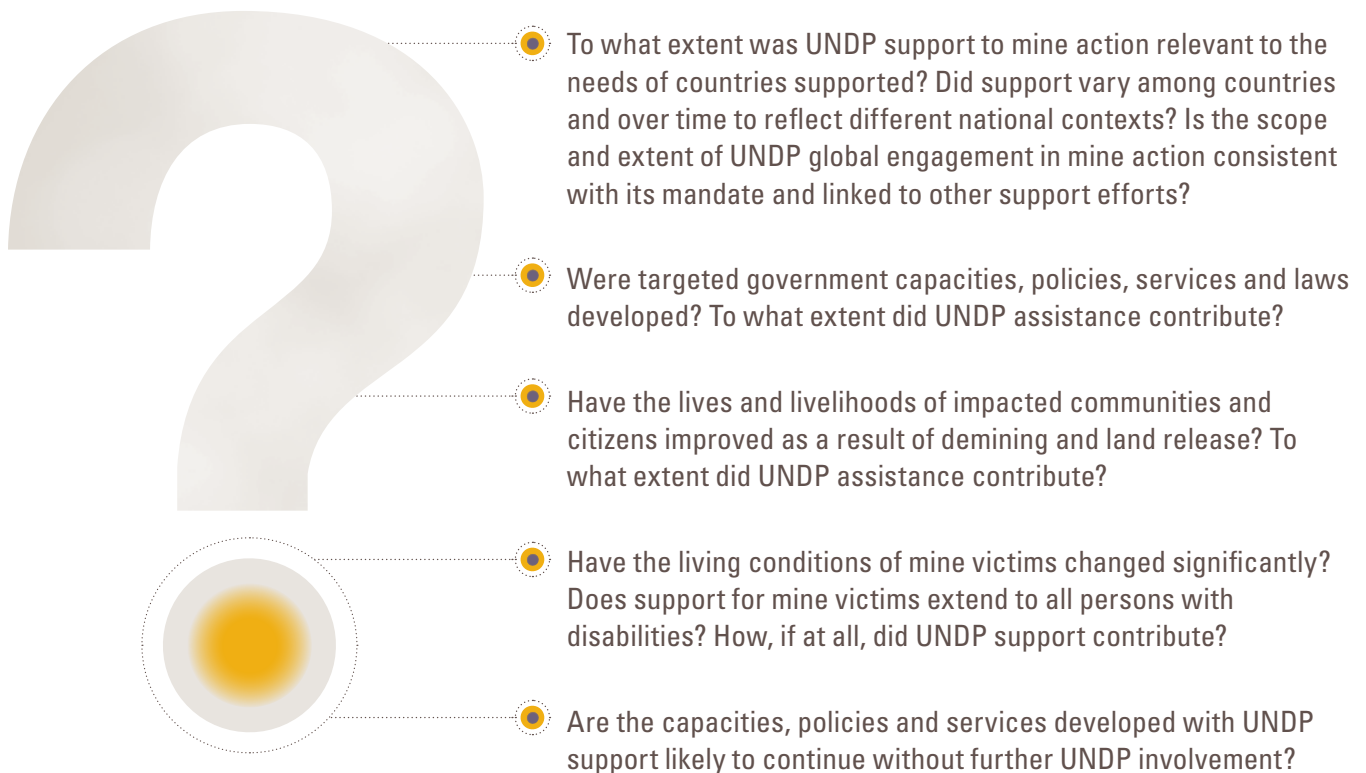 To what extent was UNDP support to mine action relevant to the
needs of countries supported? Did support vary among countries
and over time to reflect different national contexts? Is the scope
and extent of UNDP global engagement in mine action consistent
with its mandate and linked to other support efforts?
Were targeted government capacities, policies, services and laws
developed? To what extent did UNDP assistance contribute?
Have the lives and livelihoods of impacted communities and
citizens improved as a result of demining and land release? To
what extent did UNDP assistance contribute?
Have the living conditions of mine victims changed significantly?
Does support for mine victims extend to all persons with
disabilities? How, if at all, did UNDP support contribute?
Are the capacities, policies and services developed with UNDP
support likely to continue without further UNDP involvement?